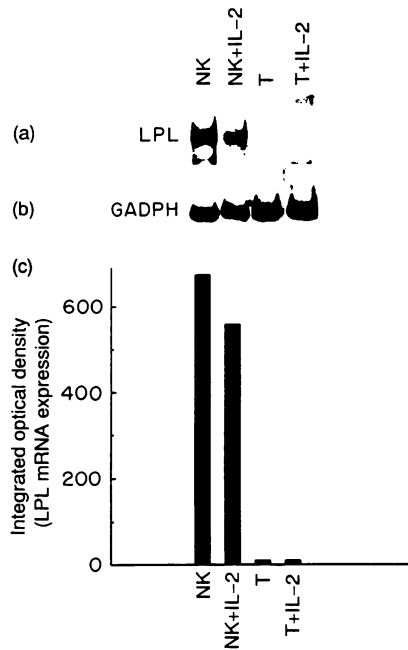 NK NK+IL-2 T T+IL-2
(a) LPL
(b) GADPH
(c)
Integrated optical density
(LPL mRNA expression)
600
400
200
0
NK NK+IL-2 T T+IL-2